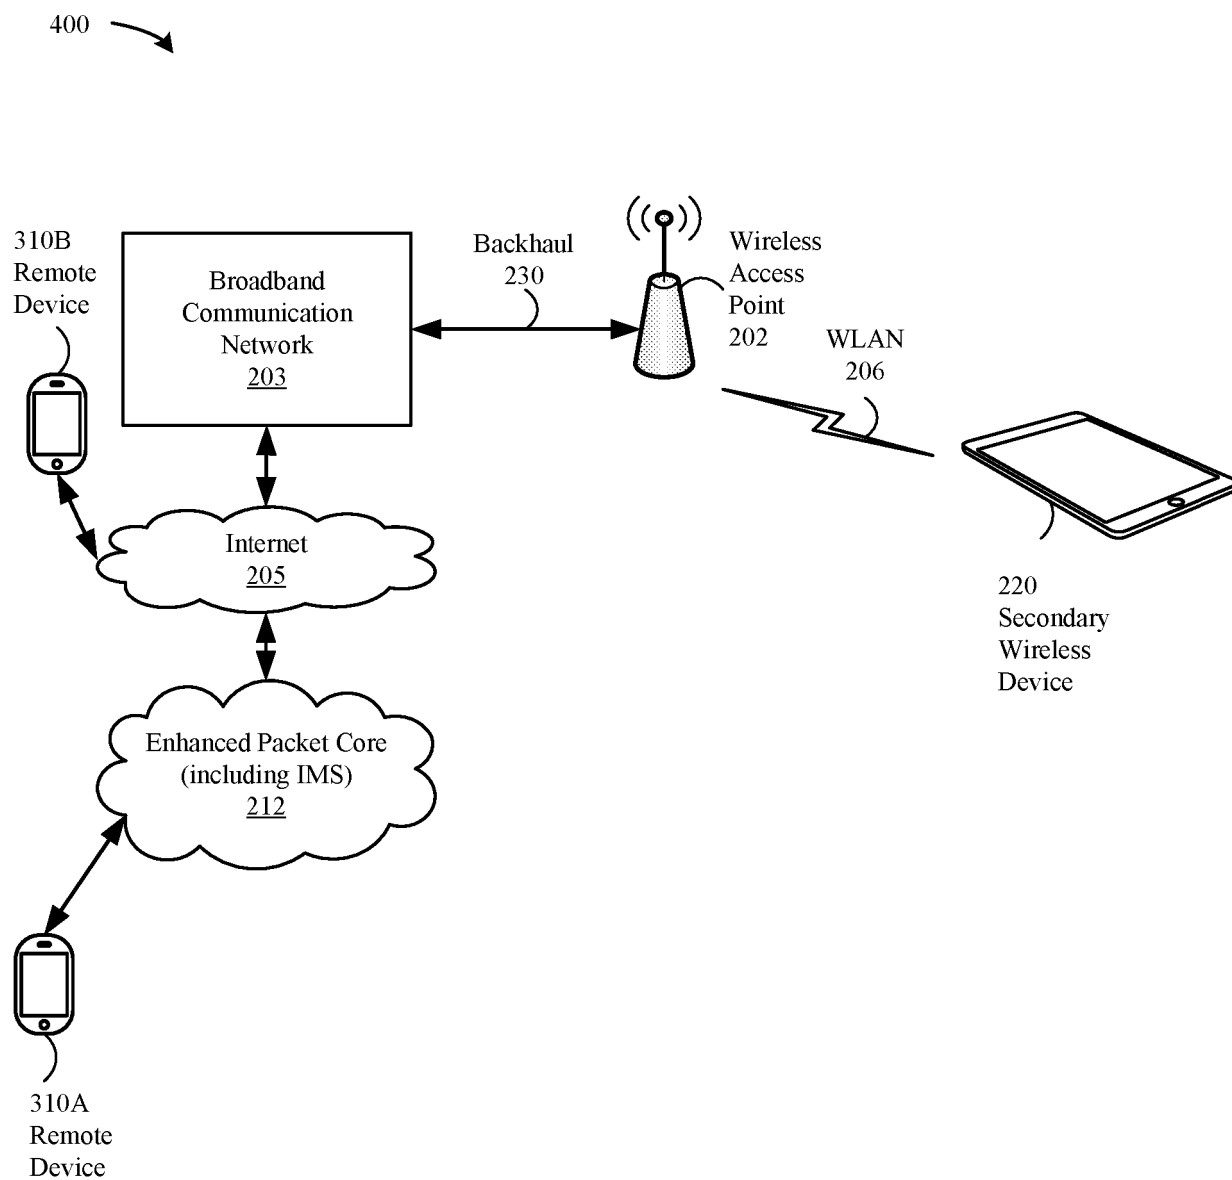 400
310B
Remote
Device
Broadband
Communication
Network
203
Backhaul
230
Wireless
Access
Point
202
WLAN
206
Internet
205
220
Secondary
Wireless
Device
Enhanced Packet Core
(including IMS)
212
310A
Remote
Device